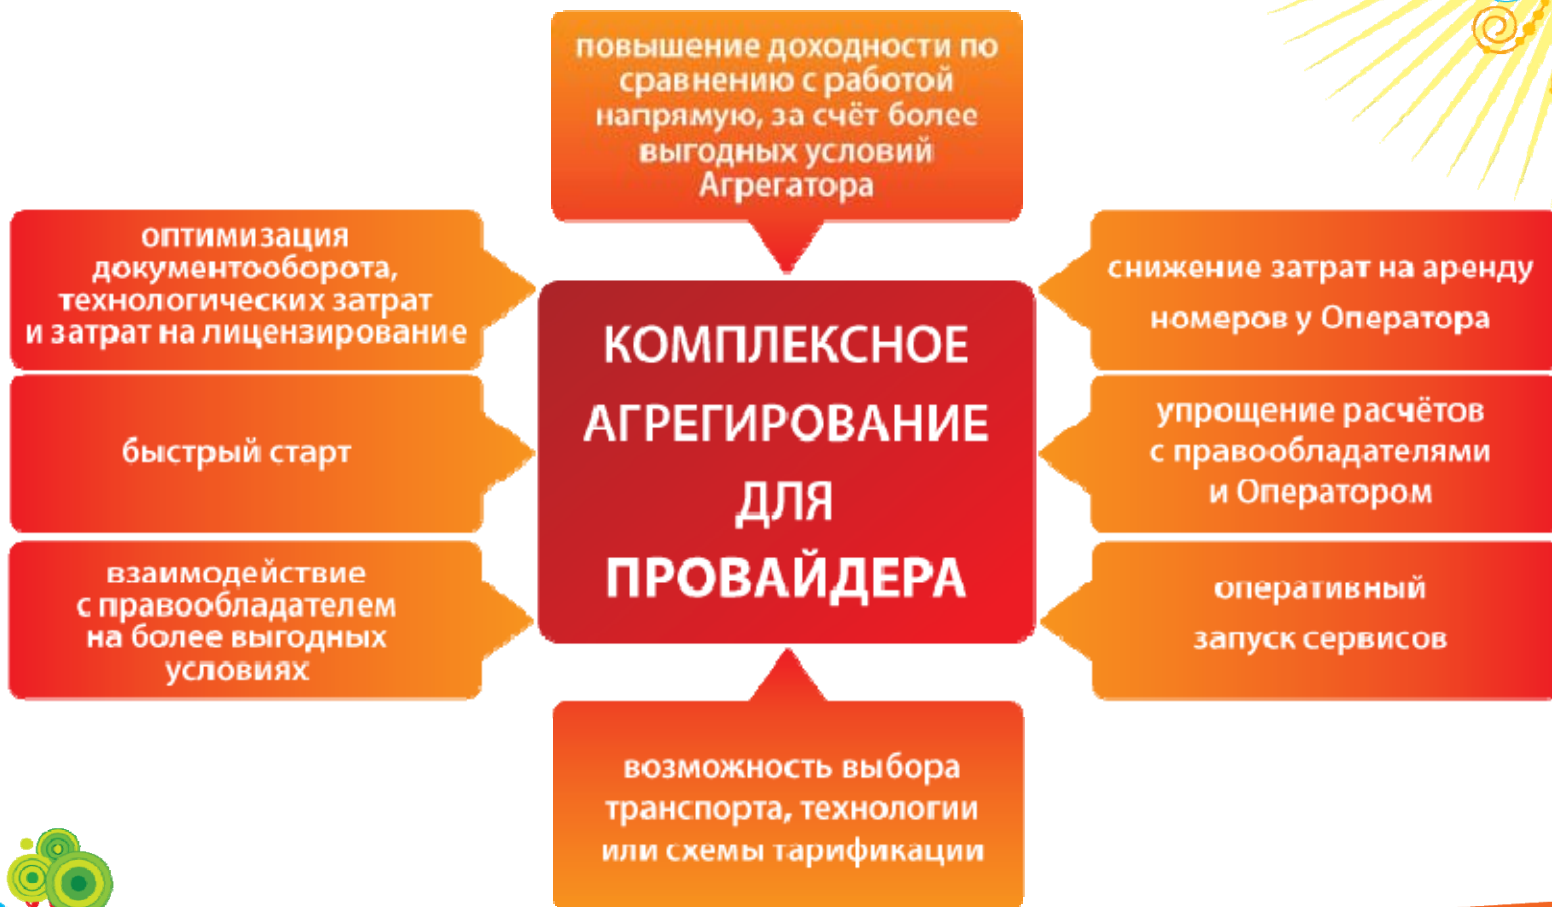 повышение доходности по
сравнению с работой
напрямую, за счёт более
выгодных условий
Агрегатора
оптимизация
документооборота,
технологических затрат
и затрат на лицензирование
быстрый старт
взаимодействие
с правообладателем
на более выгодных
условиях
КОМПЛЕКСНОЕ
АГРЕГИРОВАНИЕ
ДЛЯ
ПРОВАЙДЕРА
снижение затрат на аренду
номеров у Оператора
упрощение расчётов
с правообладателями
и Оператором
оперативный
запуск сервисов
возможность выбора
транспорта, технологии
или схемы тарификации